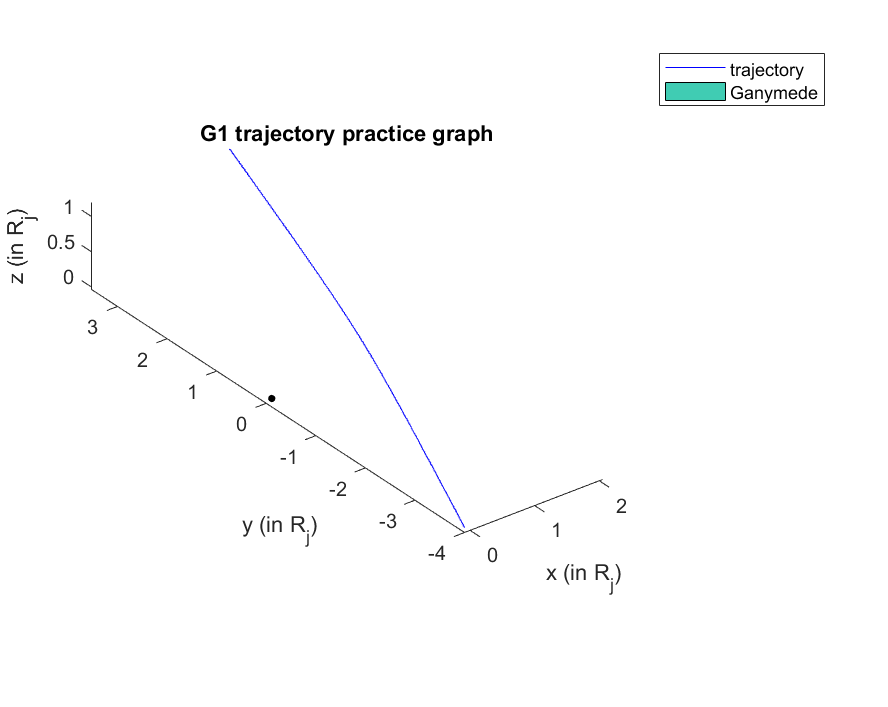 trajectory
Ganymede
G1 trajectory practice graph
z (in R_j)
1
0.5
0
3
2
1
0
-1
-2
-3
-4
y (in R_j)
0
1
2
x (in R_j)